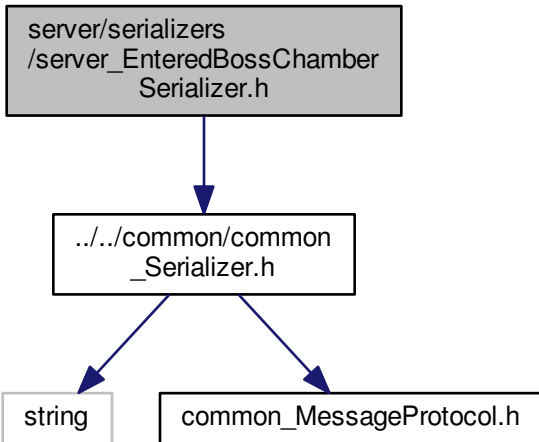 server/serializers
/server_EnteredBossChamber
Serializer.h
../../common/common
_Serializer.h
string
common_MessageProtocol.h